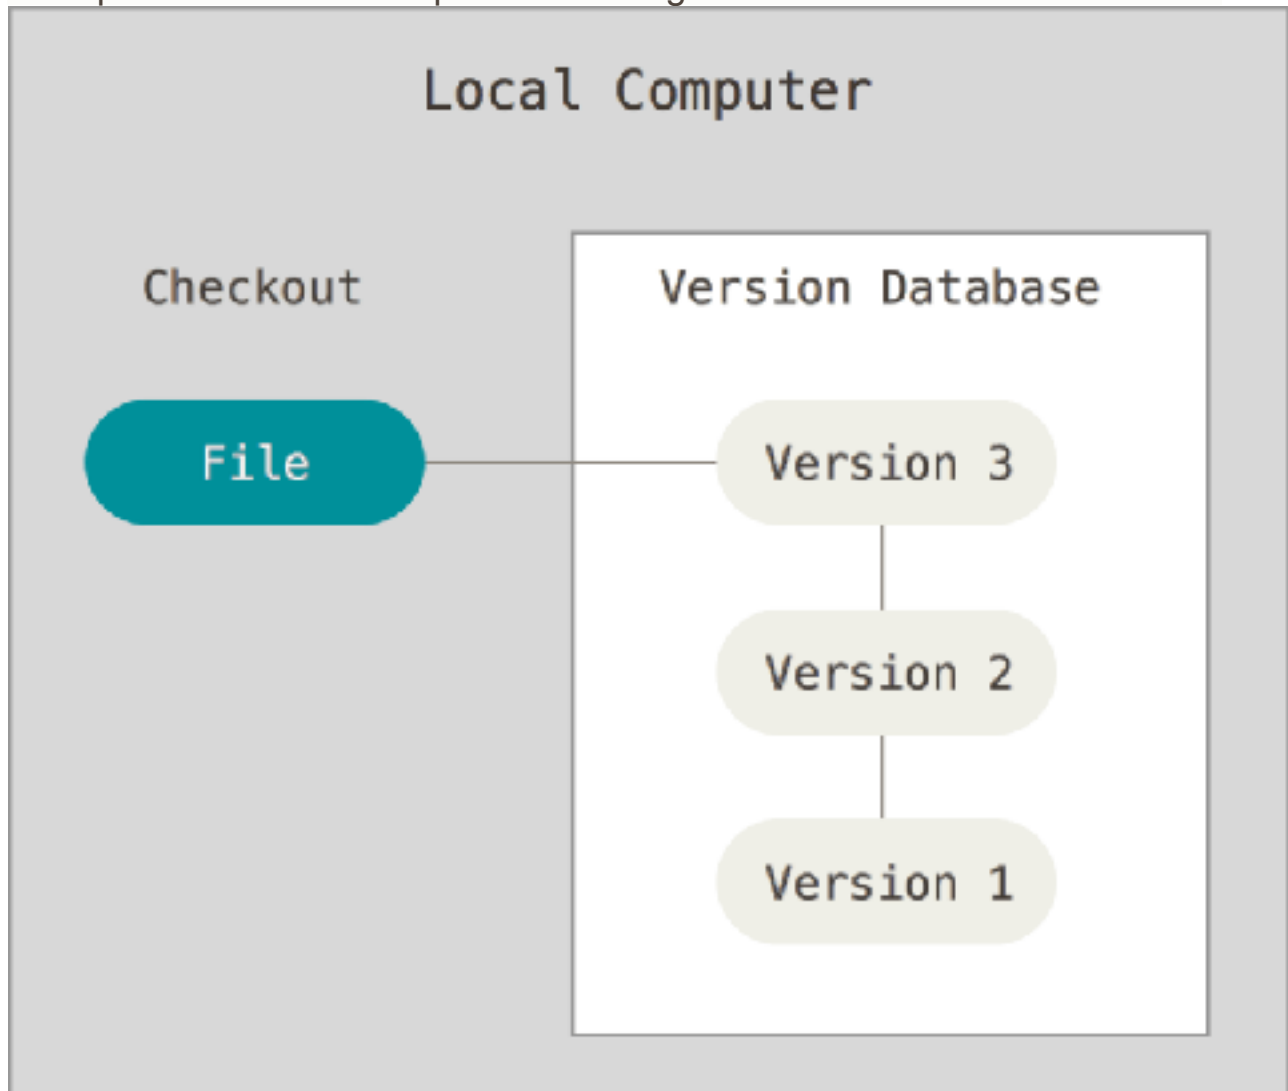 Local Computer
Checkout
Version Database
File
Version 3
Version 2
Version 1